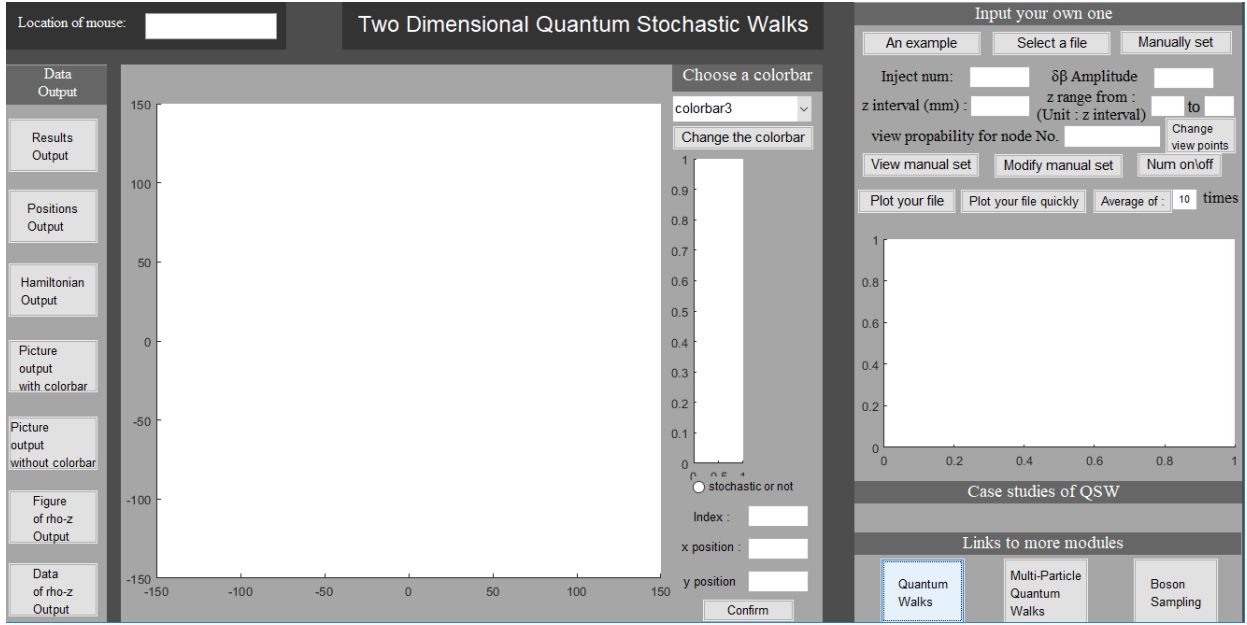 Location of mouse:
Two Dimensional Quantum Stochastic Walks
Data
Output
Results
Output
Positions
Output
Hamiltonian
Output
Picture
output
with colorbar
Picture
output
without colorbar
Figure
of rho-z
Output
Data
of rho-z
Output
150
100
50
0
-50
-100
-150
-150
-100
-50
0
50
100
150
Choose a colorbar
colorbar3
Change the colorbar
1
0.9
0.8
0.7
0.6
0.5
0.4
0.3
0.2
0.1
0
0 0.5 1
stochastic or not
Index :
x position :
y position
Confirm
Input your own one
An example
Select a file
Manually set
Inject num:
δβ Amplitude
z interval (mm) :
z range from :
(Unit : z interval)
to
view propability for node No.
Change
view points
View manual set
Modify manual set
Num on\off
Plot your file
Plot your file quickly
Average of :
10
times
1
0.8
0.6
0.4
0.2
0
0
0.2
0.4
0.6
0.8
1
Case studies of QSW
Links to more modules
Quantum
Walks
Multi-Particle
Quantum
Walks
Boson
Sampling